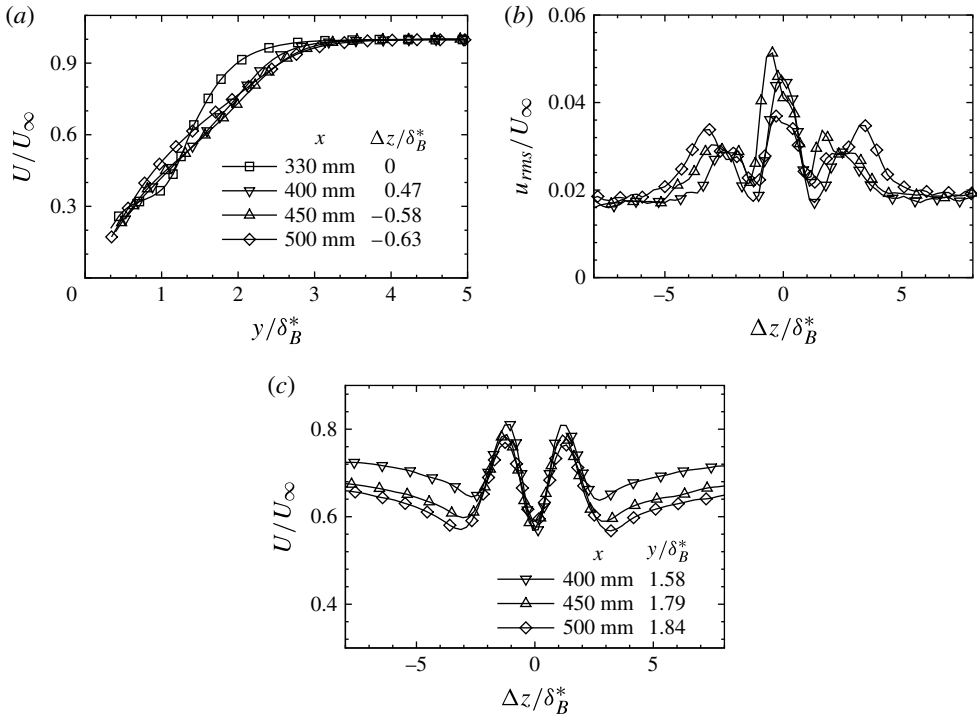 (a)
0.9
0.6
0.3
0
1
2
3
4
5
U/U∞
y/δ*B
x Δz/δ*B
330 mm 0
400 mm 0.47
450 mm −0.58
500 mm −0.63
(b)
0.06
0.04
0.02
0
−5
0
5
u_rms/U∞
Δz/δ*B
(c)
0.8
0.6
0.4
−5
0
5
U/U∞
Δz/δ*B
x y/δ*B
400 mm 1.58
450 mm 1.79
500 mm 1.84